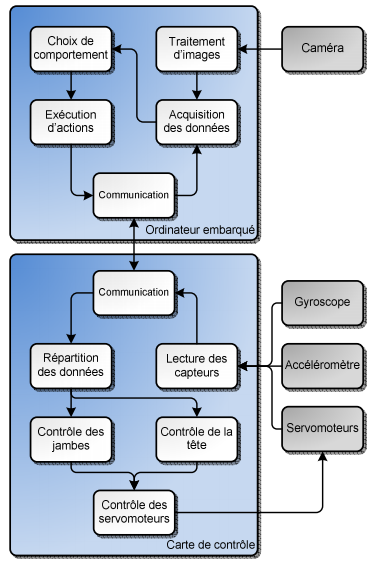 Choix de
comportement
Traitement
d'images
Caméra
Exécution
d'actions
Acquisition
des données
Communication
Ordinateur embarqué
Communication
Gyroscope
Répartition
des données
Lecture des
capteurs
Accéléromètre
Contrôle des
jambes
Contrôle de la
tête
Servomoteurs
Contrôle des
servomoteurs
Carte de contrôle